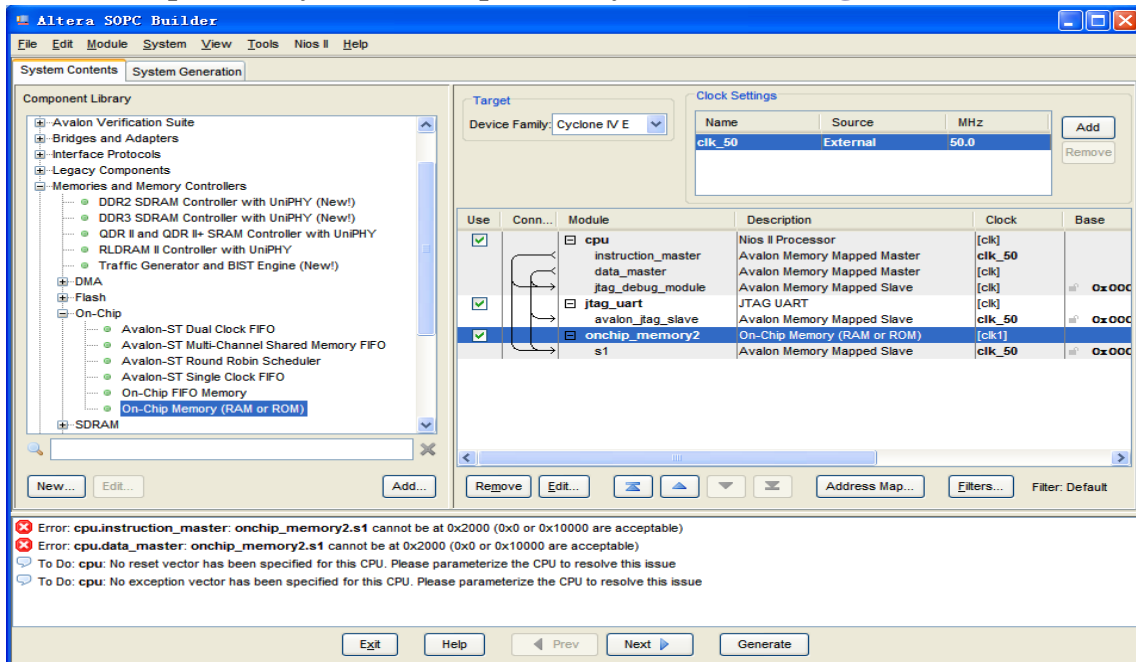 Altera SOPC Builder
File Edit Module System View Tools Nios II Help
System Contents System Generation
Component Library
Avalon Verification Suite
Bridges and Adapters
Interface Protocols
Legacy Components
Memories and Memory Controllers
DDR2 SDRAM Controller with UniPHY (New!)
DDR3 SDRAM Controller with UniPHY (New!)
QDR II and QDR II+ SRAM Controller with UniPHY
RLDRAM II Controller with UniPHY
Traffic Generator and BIST Engine (New!)
DMA
Flash
On-Chip
Avalon-ST Dual Clock FIFO
Avalon-ST Multi-Channel Shared Memory FIFO
Avalon-ST Round Robin Scheduler
Avalon-ST Single Clock FIFO
On-Chip FIFO Memory
On-Chip Memory (RAM or ROM)
SDRAM
New... Edit... Add...
Target
Device Family: Cyclone IV E
Clock Settings
Name Source MHz
clk_50 External 50.0
Add
Remove
Use Conn... Module Description Clock Base
cpu Nios II Processor [clk]
instruction_master Avalon Memory Mapped Master clk_50
data_master Avalon Memory Mapped Master [clk]
jtag_debug_module Avalon Memory Mapped Slave [clk] 0x000
jtag_uart JTAG UART [clk]
avalon_jtag_slave Avalon Memory Mapped Slave clk_50 0x000
onchip_memory2 On-Chip Memory (RAM or ROM) [clk1]
s1 Avalon Memory Mapped Slave clk_50 0x000
Remove Edit... Address Map... Filters... Filter: Default
Error: cpu.instruction_master: onchip_memory2.s1 cannot be at 0x2000 (0x0 or 0x10000 are acceptable)
Error: cpu.data_master: onchip_memory2.s1 cannot be at 0x2000 (0x0 or 0x10000 are acceptable)
To Do: cpu: No reset vector has been specified for this CPU. Please parameterize the CPU to resolve this issue
To Do: cpu: No exception vector has been specified for this CPU. Please parameterize the CPU to resolve this issue
Exit Help Prev Next Generate